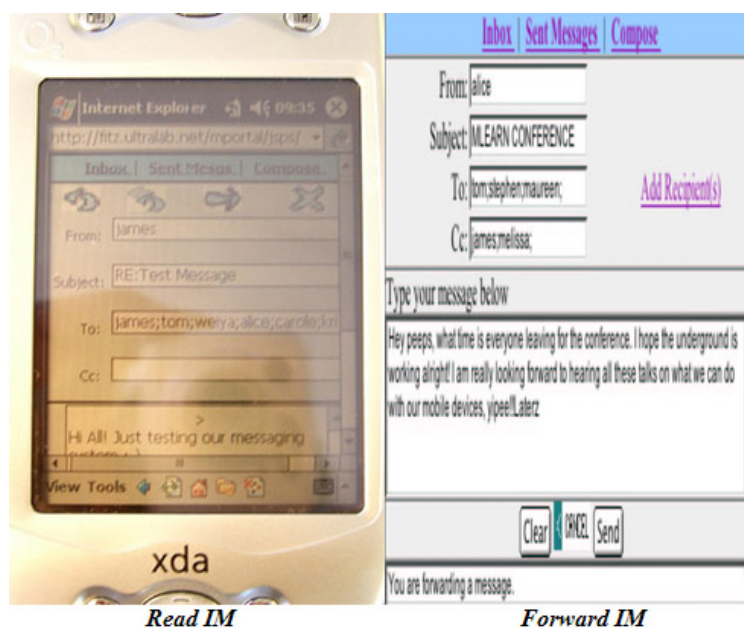 Internet Explorer 09:35
http://fitz.ultralab.net/mportal/jsps/
Inbox | Sent Mesgs | Compose
From: james
Subject: RE:Test Message
To: james;tom;weiya;alice;carole;kri
Cc:
>
Hi All! Just testing our messaging
View Tools
xda
Read IM
Inbox | Sent Messages | Compose
From: alice
Subject: MLEARN CONFERENCE
To: tom;stephen;maureen; Add Recipient(s)
Cc: james;melissa;
Type your message below
Hey peeps, what time is everyone leaving for the conference. I hope the underground is
working alright! I am really looking forward to hearing all these talks on what we can do
with our mobile devices, yipee!!Laterz
Clear CANCEL Send
You are forwarding a message.
Forward IM